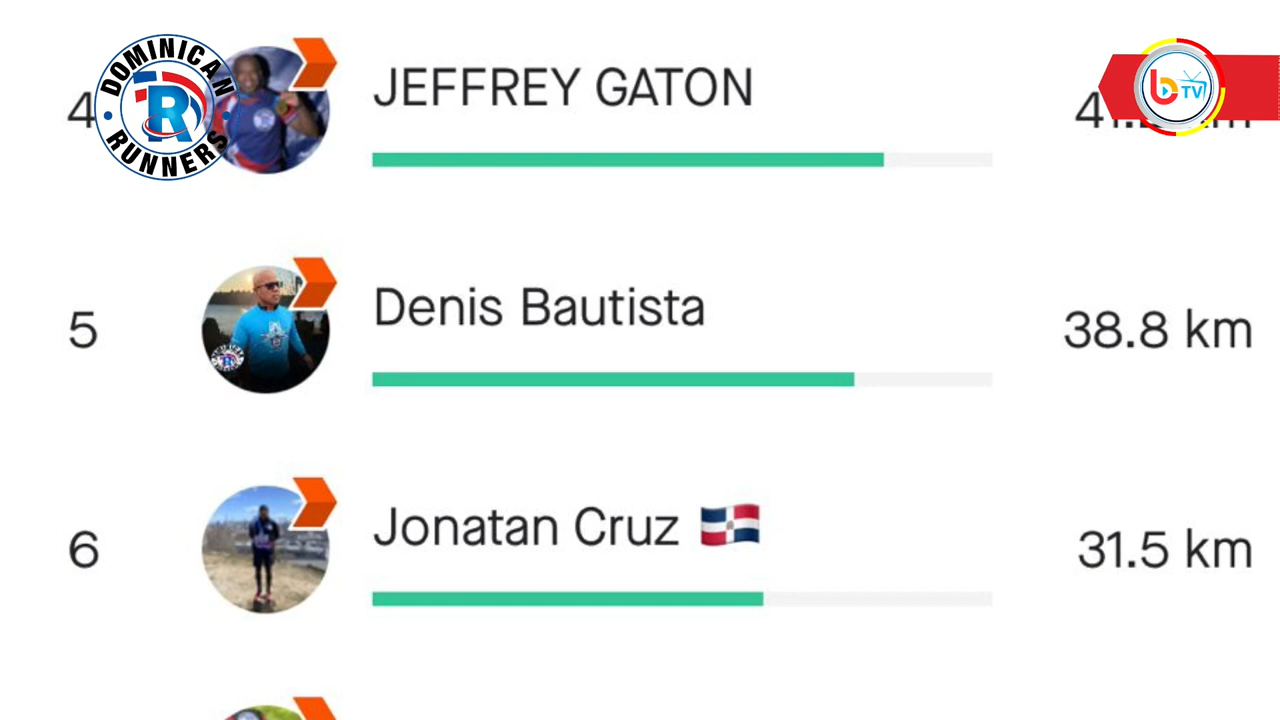 DOMINICAN
R
RUNNERS
b TV
4
JEFFREY GATON
5
Denis Bautista
38.8 km
6
Jonatan Cruz
31.5 km